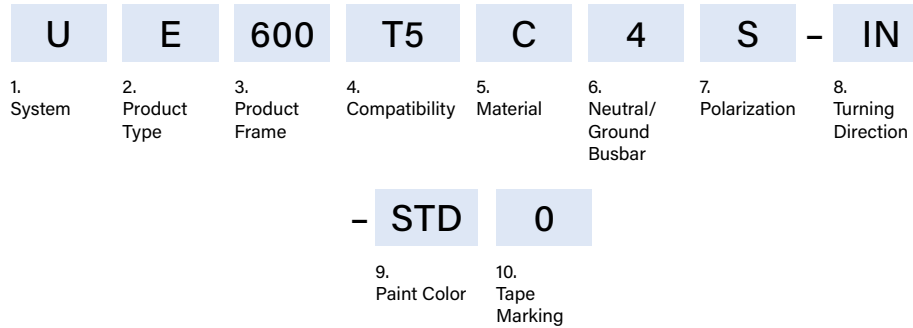 U E 600 T5 C 4 S – IN
1. 2. 3. 4. 5. 6. 7. 8.
System Product Product Compatibility Material Neutral/ Polarization Turning
Type Frame Ground Direction
Busbar
– STD 0
9. 10.
Paint Color Tape
Marking